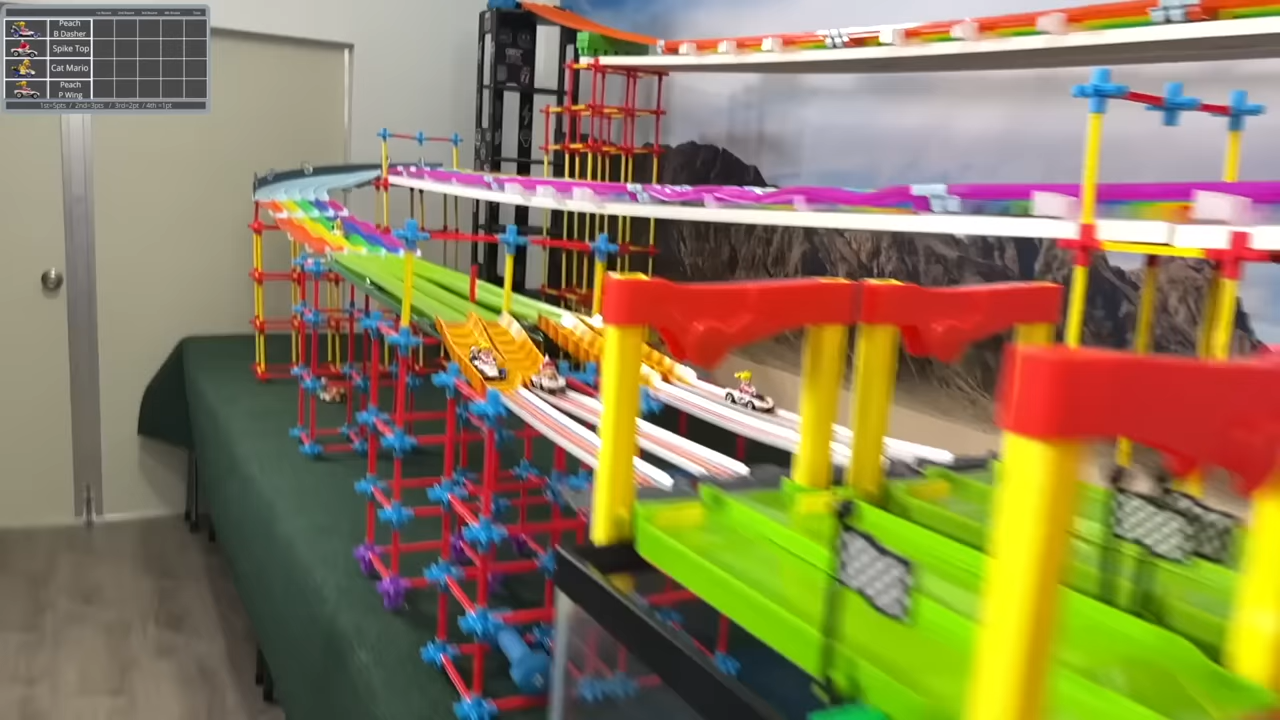 Peach
B Dasher
Spike Top
Cat Mario
Peach
P Wing
1st=5pts / 2nd=3pts / 3rd=2pt / 4th =1pt